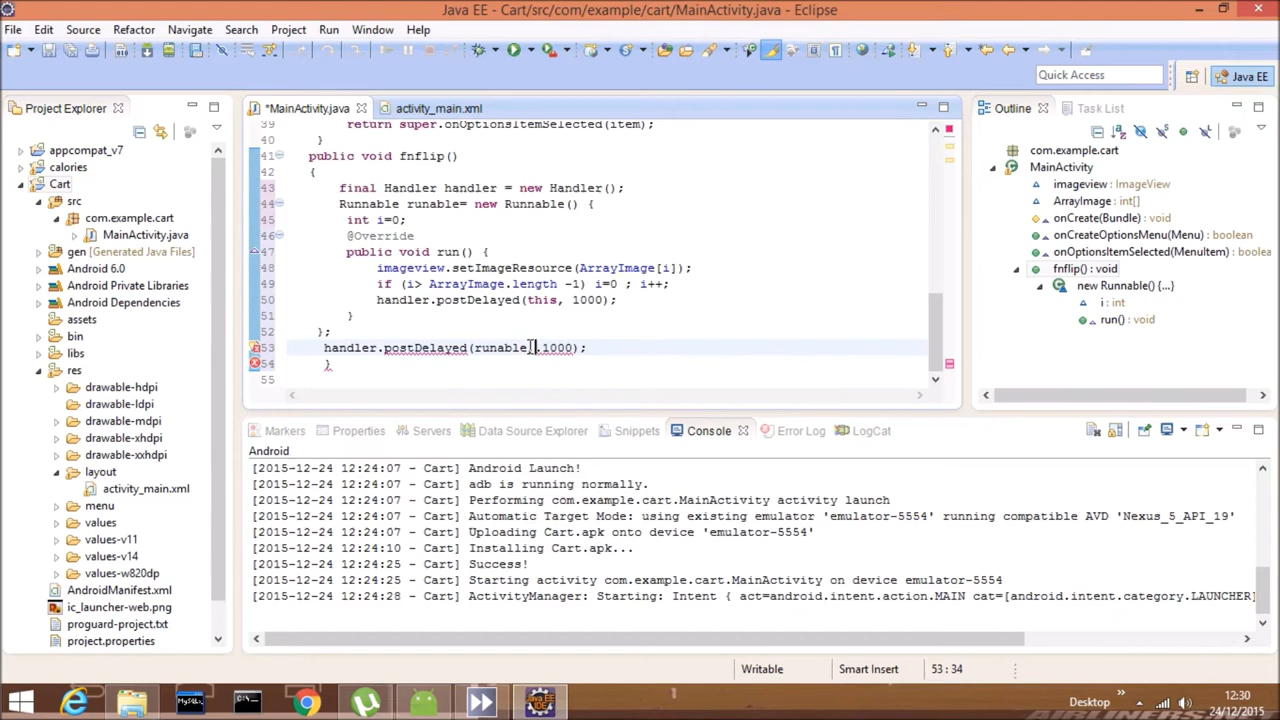 Java EE - Cart/src/com/example/cart/MainActivity.java - Eclipse
File Edit Source Refactor Navigate Search Project Run Window Help
Quick Access
Java EE
Project Explorer
appcompat_v7
calories
Cart
src
com.example.cart
MainActivity.java
gen [Generated Java Files]
Android 6.0
Android Private Libraries
Android Dependencies
assets
bin
libs
res
drawable-hdpi
drawable-ldpi
drawable-mdpi
drawable-xhdpi
drawable-xxhdpi
layout
activity_main.xml
menu
values
values-v11
values-v14
values-w820dp
AndroidManifest.xml
ic_launcher-web.png
proguard-project.txt
project.properties
*MainActivity.java activity_main.xml
39 return super.onOptionsItemSelected(item);
40 }
41 public void fnflip()
42 {
43 final Handler handler = new Handler();
44 Runnable runable= new Runnable() {
45 int i=0;
46 @Override
47 public void run() {
48 imageview.setImageResource(ArrayImage[i]);
49 if (i> ArrayImage.length -1) i=0 ; i++;
50 handler.postDelayed(this, 1000);
51 }
52 };
53 handler.postDelayed(runable .1000);
54 }
55
Outline Task List
com.example.cart
MainActivity
imageview : ImageView
ArrayImage : int[]
onCreate(Bundle) : void
onCreateOptionsMenu(Menu) : boolean
onOptionsItemSelected(MenuItem) : boolean
fnflip() : void
new Runnable() {...}
i : int
run() : void
Markers Properties Servers Data Source Explorer Snippets Console Error Log LogCat
Android
[2015-12-24 12:24:07 - Cart] Android Launch!
[2015-12-24 12:24:07 - Cart] adb is running normally.
[2015-12-24 12:24:07 - Cart] Performing com.example.cart.MainActivity activity launch
[2015-12-24 12:24:07 - Cart] Automatic Target Mode: using existing emulator 'emulator-5554' running compatible AVD 'Nexus_5_API_19'
[2015-12-24 12:24:07 - Cart] Uploading Cart.apk onto device 'emulator-5554'
[2015-12-24 12:24:10 - Cart] Installing Cart.apk...
[2015-12-24 12:24:25 - Cart] Success!
[2015-12-24 12:24:25 - Cart] Starting activity com.example.cart.MainActivity on device emulator-5554
[2015-12-24 12:24:28 - Cart] ActivityManager: Starting: Intent { act=android.intent.action.MAIN cat=[android.intent.category.LAUNCHER]
Writable Smart Insert 53 : 34
Desktop
12:30
24/12/2015